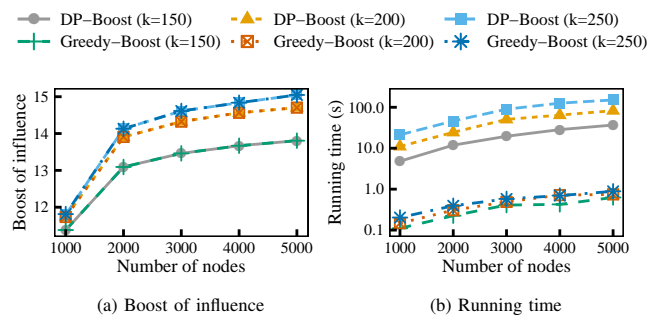 DP−Boost (k=150) DP−Boost (k=200) DP−Boost (k=250)
Greedy−Boost (k=150) Greedy−Boost (k=200) Greedy−Boost (k=250)
Boost of influence
15
14
13
12
1000 2000 3000 4000 5000
Number of nodes
(a) Boost of influence
Running time (s)
100.0
10.0
1.0
0.1
1000 2000 3000 4000 5000
Number of nodes
(b) Running time